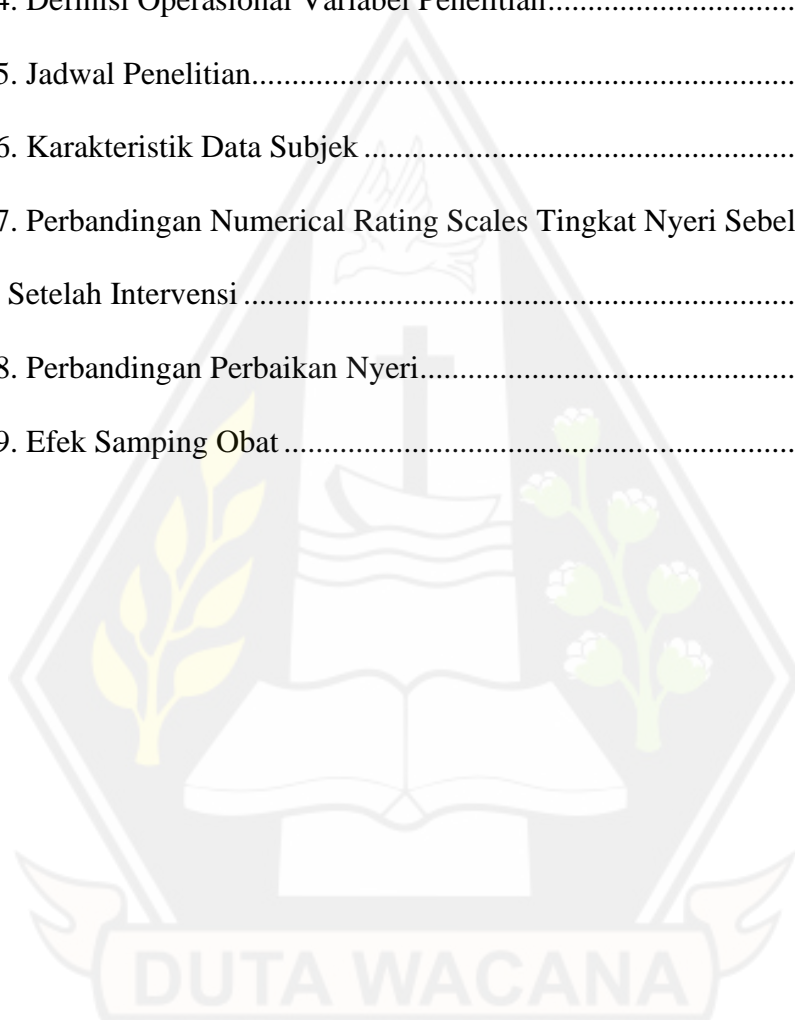 4. Definisi Operasional Variabel Penelitian..........................
5. Jadwal Penelitian..........................................................
6. Karakteristik Data Subjek..............................................
7. Perbandingan Numerical Rating Scales Tingkat Nyeri Sebel
Setelah Intervensi...........................................................
8. Perbandingan Perbaikan Nyeri........................................
9. Efek Samping Obat.......................................................
DUTA WACANA